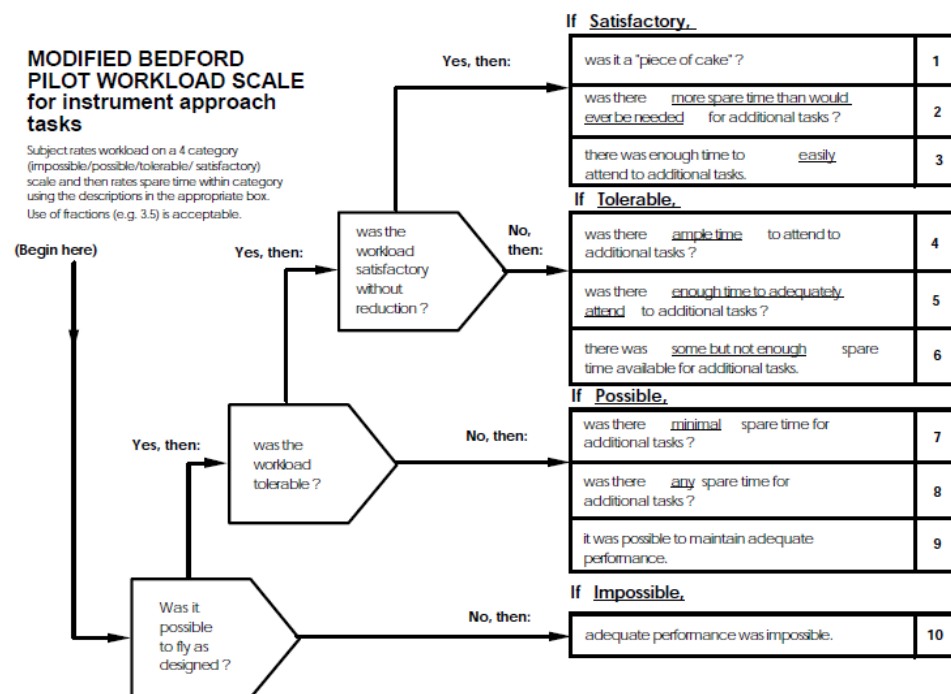 MODIFIED BEDFORD
PILOT WORKLOAD SCALE
for instrument approach
tasks
Subject rates workload on a 4 category
(impossible/possible/tolerable/ satisfactory)
scale and then rates spare time within category
using the descriptions in the appropriate box.
Use of fractions (e.g. 3.5) is acceptable.
(Begin here)
Was it
possible
to fly as
designed ?
Yes, then:
No, then:
was the
workload
tolerable ?
Yes, then:
No, then:
was the
workload
satisfactory
without
reduction ?
Yes, then:
No,
then:
If Satisfactory,
was it a "piece of cake" ?
1
was there more spare time than would
ever be needed for additional tasks ?
2
there was enough time to easily
attend to additional tasks.
3
If Tolerable,
was there ample time to attend to
additional tasks ?
4
was there enough time to adequately
attend to additional tasks ?
5
there was some but not enough spare
time available for additional tasks.
6
If Possible,
was there minimal spare time for
additional tasks ?
7
was there any spare time for
additional tasks ?
8
it was possible to maintain adequate
performance.
9
If Impossible,
adequate performance was impossible.
10